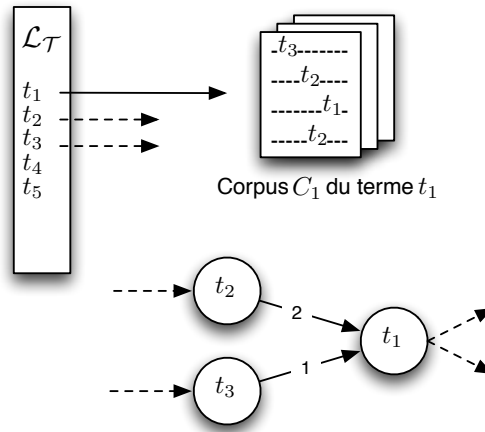 𝓛_𝓣
t₁
t₂
t₃
t₄
t₅
t₃
t₂
t₁
t₂
Corpus C₁ du terme t₁
t₂
2
t₁
1
t₃